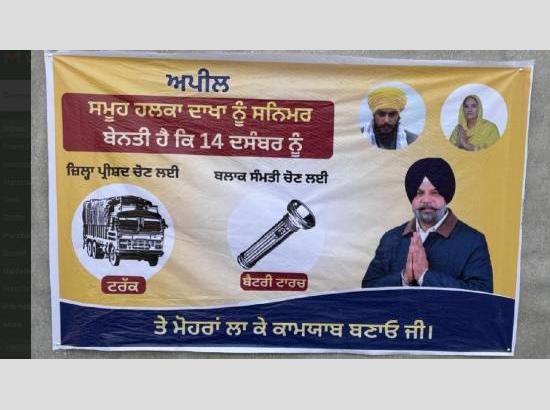 ਅਪੀਲ
ਸਮੂਹ ਹਲਕਾ ਦਾਖਾ ਨੂੰ ਸਨਿਮਰ
ਬੇਨਤੀ ਹੈ ਕਿ 14 ਦਸੰਬਰ ਨੂੰ
ਜ਼ਿਲ੍ਹਾ ਪ੍ਰੀਸ਼ਦ ਚੋਣ ਲਈ
ਬਲਾਕ ਸੰਮਤੀ ਚੋਣ ਲਈ
ਟਰੱਕ
ਬੈਟਰੀ ਟਾਰਚ
ਤੇ ਮੋਹਰਾਂ ਲਾ ਕੇ ਕਾਮਯਾਬ ਬਣਾਓ ਜੀ।